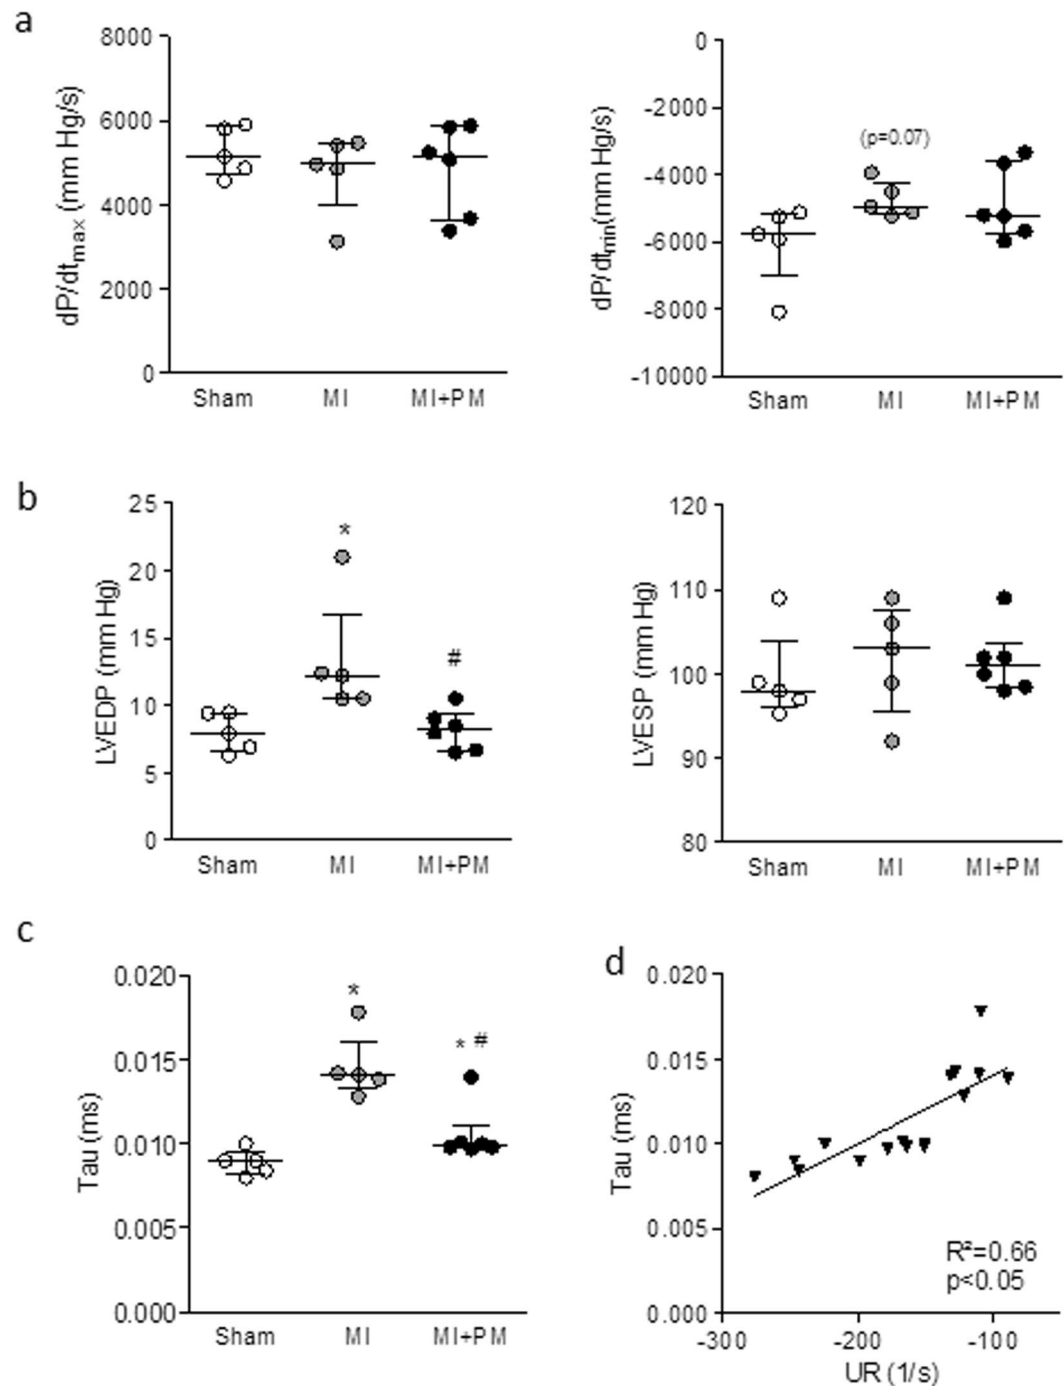 a
8000
6000
4000
2000
0
dP/dtmax (mm Hg/s)
Sham MI MI+PM
0
-2000
-4000
-6000
-8000
-10000
dP/dtmin(mm Hg/s)
(p=0.07)
Sham MI MI+PM
b
25
20
15
10
5
0
LVEDP (mm Hg)
*
#
Sham MI MI+PM
120
110
100
90
80
LVESP (mm Hg)
Sham MI MI+PM
c
0.020
0.015
0.010
0.005
0.000
Tau (ms)
*
* #
Sham MI MI+PM
d
0.020
0.015
0.010
0.005
0.000
Tau (ms)
R²=0.66
p<0.05
-300 -200 -100
UR (1/s)